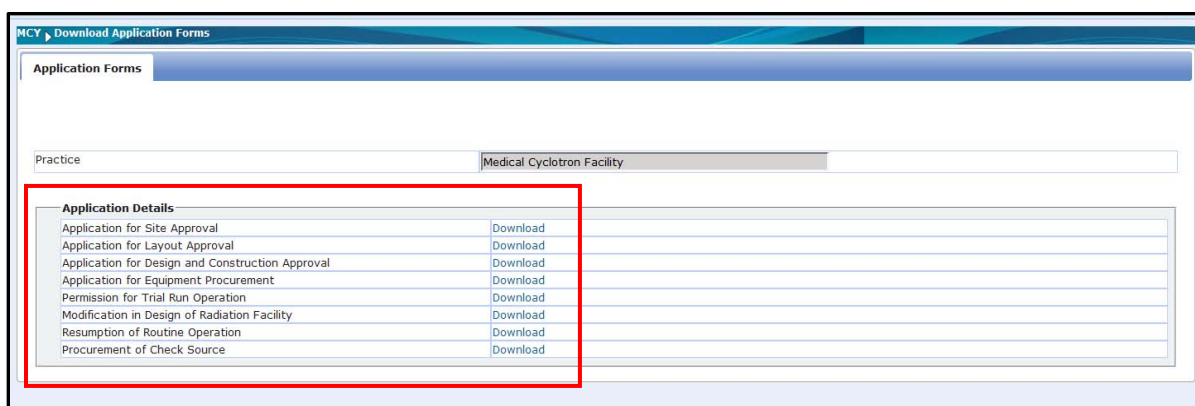 MCY Download Application Forms
Application Forms
Practice Medical Cyclotron Facility
Application Details
Application for Site Approval Download
Application for Layout Approval Download
Application for Design and Construction Approval Download
Application for Equipment Procurement Download
Permission for Trial Run Operation Download
Modification in Design of Radiation Facility Download
Resumption of Routine Operation Download
Procurement of Check Source Download